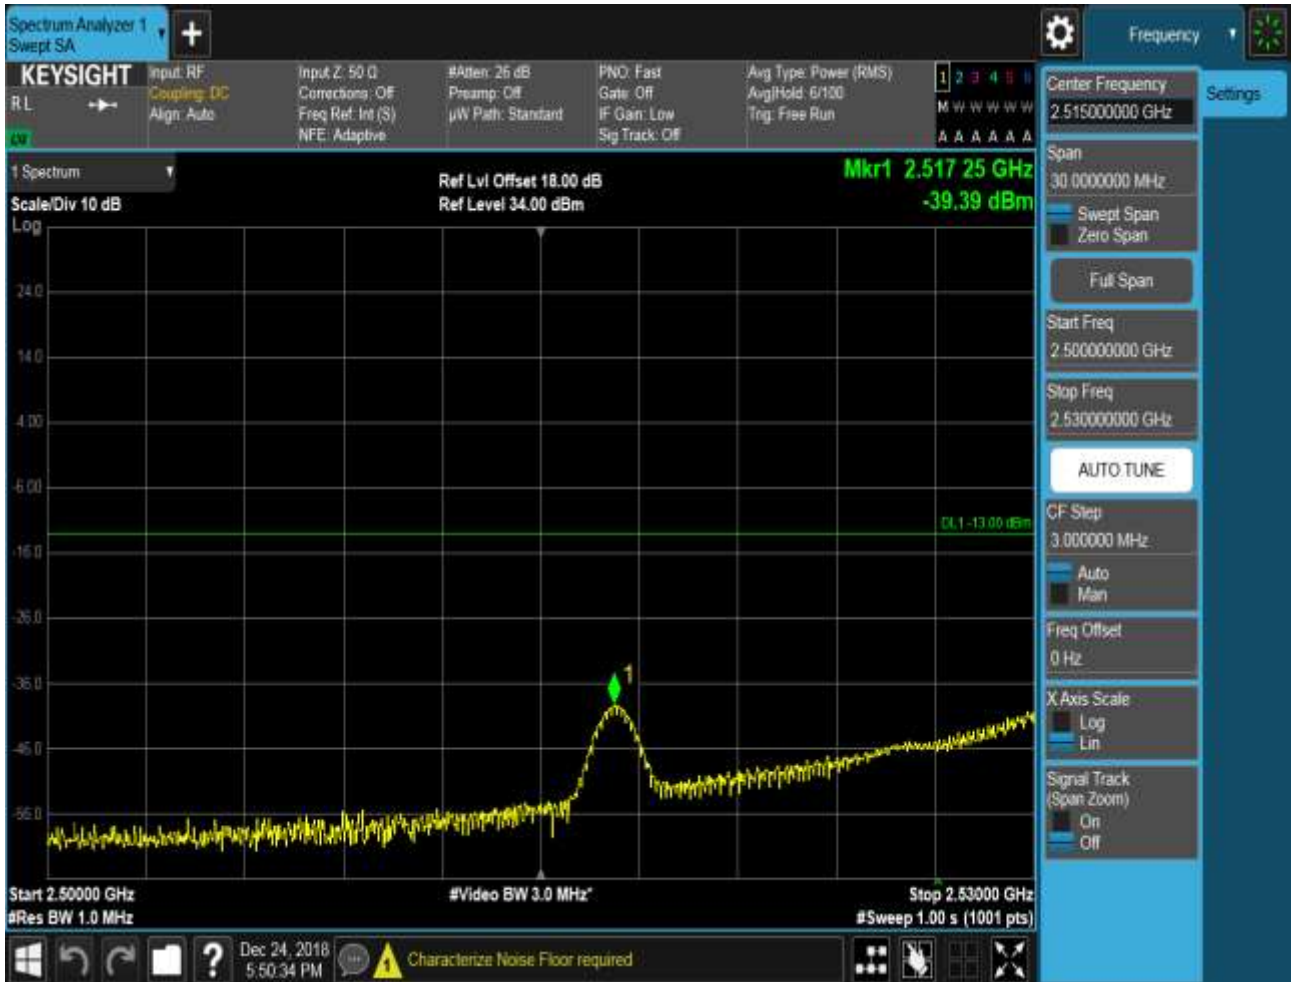 Spectrum Analyzer 1
Swept SA
+
Frequency
KEYSIGHT
RL
LW
Input: RF
Coupling: DC
Align: Auto
Input Z: 50 Ω
Corrections: Off
Freq Ref: Int (S)
NFE: Adaptive
#Atten: 26 dB
Preamp: Off
µW Path: Standard
PNO: Fast
Gate: Off
IF Gain: Low
Sig Track: Off
Avg Type: Power (RMS)
Avg|Hold: 6/100
Trig: Free Run
1 2 3 4 5 6
M W W W W W
A A A A A A
1 Spectrum
Scale/Div 10 dB
Log
Ref Lvl Offset 18.00 dB
Ref Level 34.00 dBm
Mkr1 2.517 25 GHz
-39.39 dBm
24.0
14.0
4.00
-6.00
-16.0
-26.0
-36.0
-46.0
-56.0
DL1 -13.00 dBm
1
Start 2.50000 GHz
#Res BW 1.0 MHz
#Video BW 3.0 MHz*
Stop 2.53000 GHz
#Sweep 1.00 s (1001 pts)
Center Frequency
2.515000000 GHz
Settings
Span
30.0000000 MHz
Swept Span
Zero Span
Full Span
Start Freq
2.500000000 GHz
Stop Freq
2.530000000 GHz
AUTO TUNE
CF Step
3.000000 MHz
Auto
Man
Freq Offset
0 Hz
X Axis Scale
Log
Lin
Signal Track
(Span Zoom)
On
Off
?
Dec 24, 2018
5:50:34 PM
1
Characterize Noise Floor required